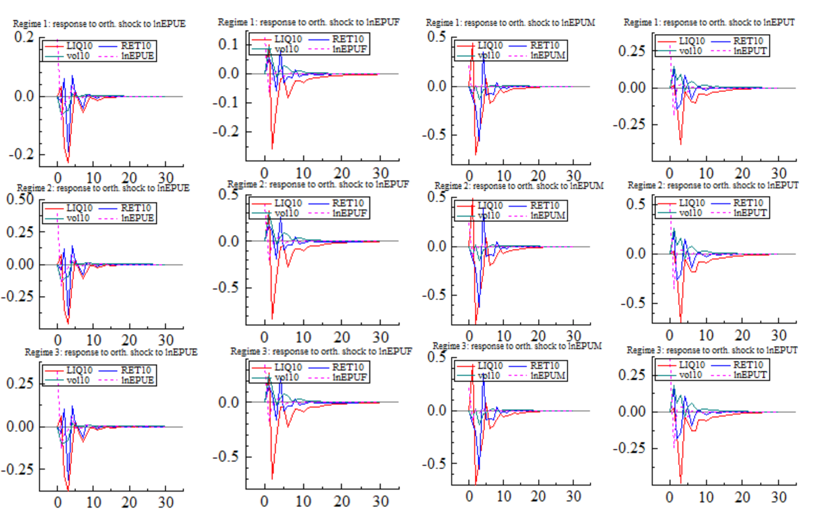 Regime 1: response to orth. shock to lnEPUE
LIQ10 RET10
vol10 lnEPUE
0.2
0.0
-0.2
0 10 20 30
Regime 1: response to orth. shock to lnEPUF
LIQ10 RET10
vol10 lnEPUF
0.1
0.0
-0.1
-0.2
0 10 20 30
Regime 1: response to orth. shock to lnEPUM
LIQ10 RET10
vol10 lnEPUM
0.5
0.0
-0.5
0 10 20 30
Regime 1: response to orth. shock to lnEPUT
LIQ10 RET10
vol10 lnEPUT
0.25
0.00
-0.25
0 10 20 30
Regime 2: response to orth. shock to lnEPUE
LIQ10 RET10
vol10 lnEPUE
0.50
0.25
0.00
-0.25
0 10 20 30
Regime 2: response to orth. shock to lnEPUF
LIQ10 RET10
vol10 lnEPUF
0.5
0.0
-0.5
0 10 20 30
Regime 2: response to orth. shock to lnEPUM
LIQ10 RET10
vol10 lnEPUM
0.5
0.0
-0.5
0 10 20 30
Regime 2: response to orth. shock to lnEPUT
LIQ10 RET10
vol10 lnEPUT
0.5
0.0
-0.5
0 10 20 30
Regime 3: response to orth. shock to lnEPUE
LIQ10 RET10
vol10 lnEPUE
0.25
0.00
-0.25
0 10 20 30
Regime 3: response to orth. shock to lnEPUF
LIQ10 RET10
vol10 lnEPUF
0.0
-0.5
0 10 20 30
Regime 3: response to orth. shock to lnEPUM
LIQ10 RET10
vol10 lnEPUM
0.5
0.0
-0.5
0 10 20 30
Regime 3: response to orth. shock to lnEPUT
LIQ10 RET10
vol10 lnEPUT
0.25
0.00
-0.25
0 10 20 30